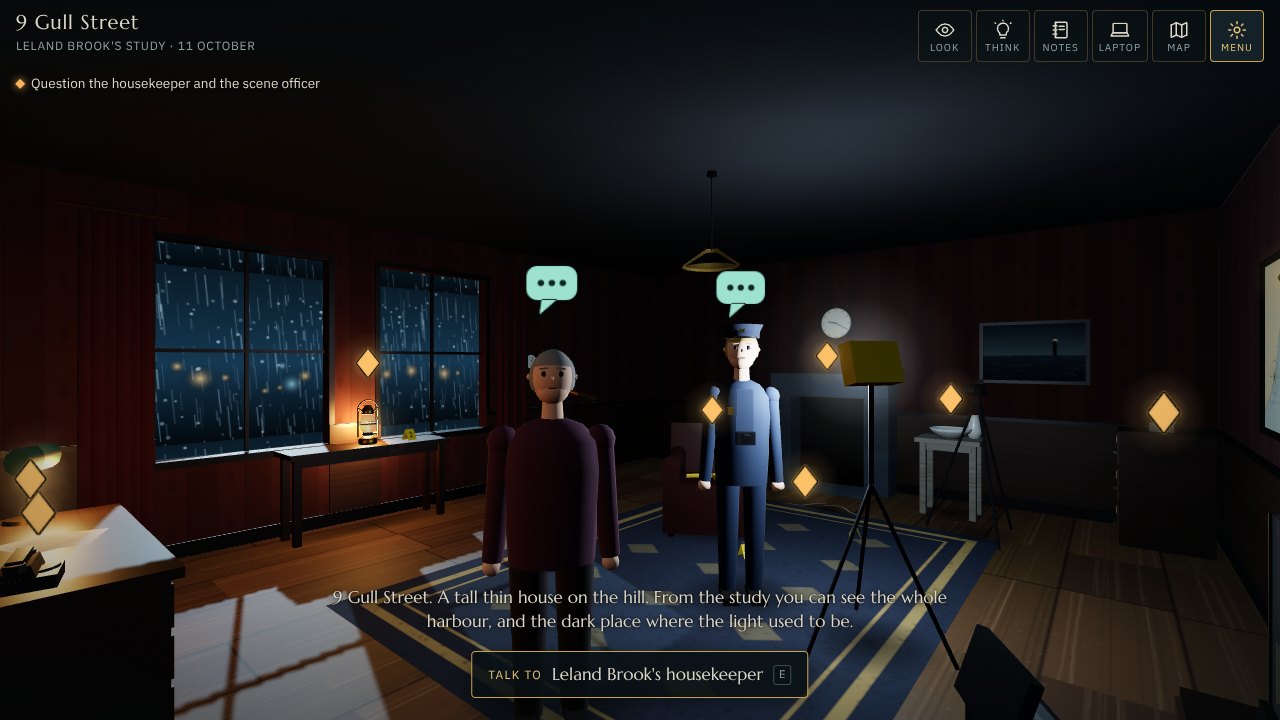 9 Gull Street
LELAND BROOK'S STUDY · 11 OCTOBER
Question the housekeeper and the scene officer
LOOK
THINK
NOTES
LAPTOP
MAP
MENU
9 Gull Street. A tall thin house on the hill. From the study you can see the whole
harbour, and the dark place where the light used to be.
TALK TO Leland Brook's housekeeper E